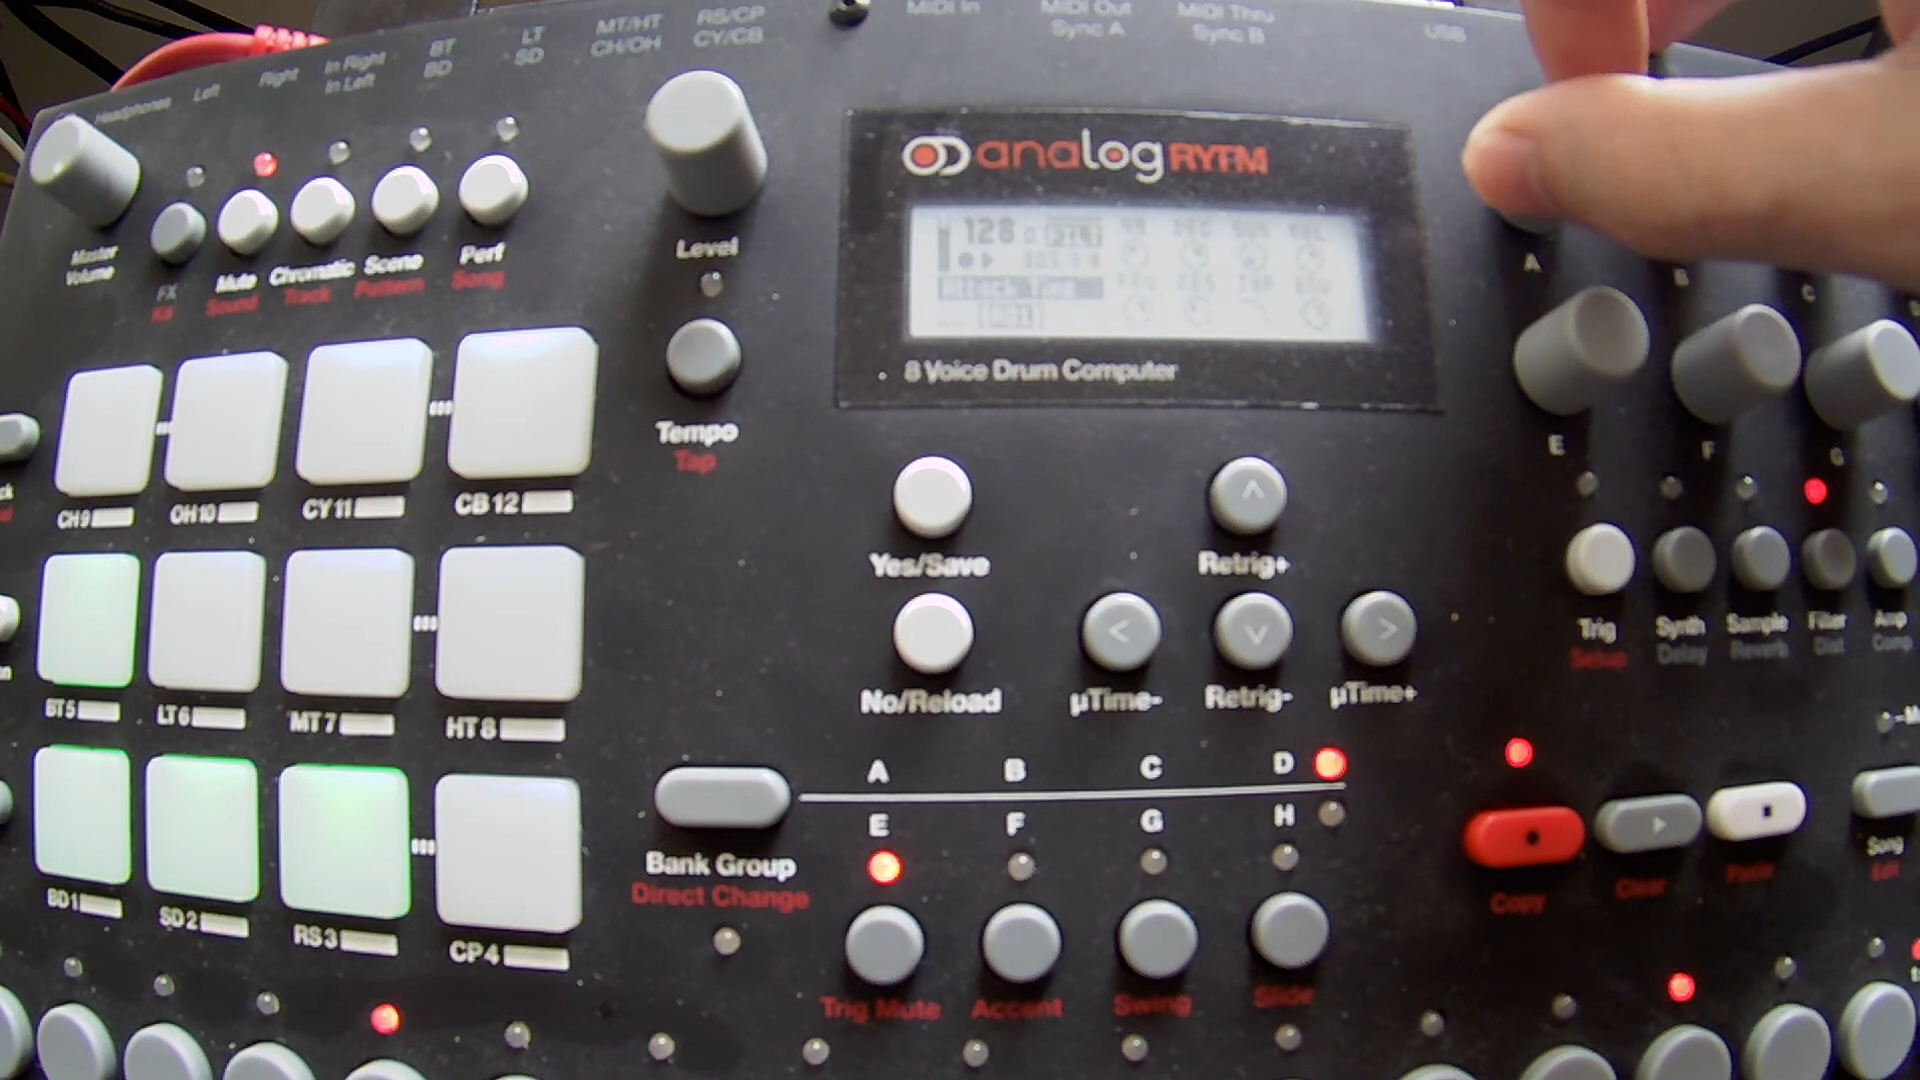 MT/HT
CH/OH
RS/CP
CY/CB
MIDI In
MIDI Out
Sync A
MIDI Thru
Sync B
USB
Headphones
Left
Right
In Right
In Left
BT
BD
LT
SD
analog RYTM
128
Master
Volume
FX
Kit
Mute
Sound
Chromatic
Track
Scene
Pattern
Perf
Song
Level
Tempo
Tap
8 Voice Drum Computer
A
B
C
E
F
G
CH 9
OH 10
CY 11
CB 12
Yes/Save
Retrig+
No/Reload
µTime-
Retrig-
µTime+
Trig
Setup
Synth
Delay
Sample
Reverb
Filter
Dist
Amp
Comp
BT 5
LT 6
MT 7
HT 8
A B C D
E F G H
Bank Group
Direct Change
Copy
Clear
Paste
Song
Edit
BD 1
SD 2
RS 3
CP 4
Trig Mute
Accent
Swing
Slide